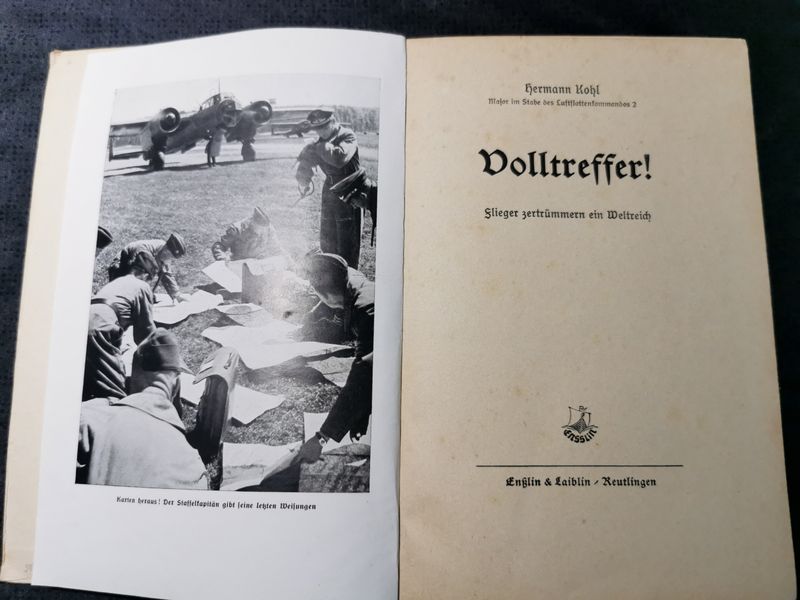 Karten heraus! Der Staffelkapitän gibt seine letzten Weisungen
Hermann Kohl
Major im Stabe des Luftflottenkommandos 2
Volltreffer!
Flieger zertrümmern ein Weltreich
ENSSLIN
Enßlin & Laiblin / Reutlingen